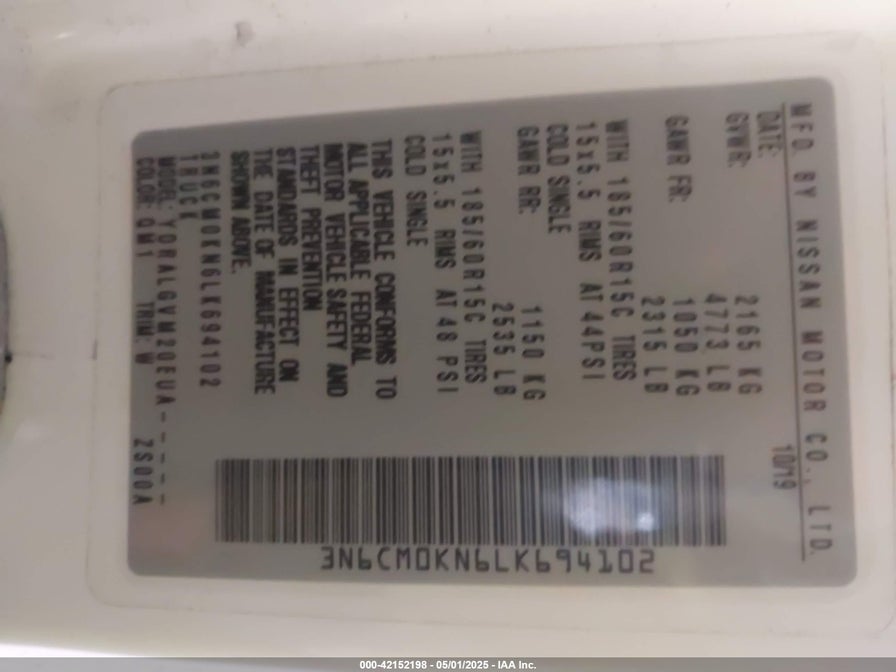 MFD. BY NISSAN MOTOR CO., LTD.
DATE: 10/19
GVWR: 2165 KG
4773 LB
GAWR FR: 1050 KG
2315 LB
WITH 185/60R15C TIRES
15x5.5 RIMS AT 44PSI
COLD SINGLE
GAWR RR: 1150 KG
2535 LB
WITH 185/60R15C TIRES
15x5.5 RIMS AT 48 PSI
COLD SINGLE
THIS VEHICLE CONFORMS TO
ALL APPLICABLE FEDERAL
MOTOR VEHICLE SAFETY AND
THEFT PREVENTION
STANDARDS IN EFFECT ON
THE DATE OF MANUFACTURE
SHOWN ABOVE.
3N6CM0KN6LK694102
TRUCK
MODEL: YDRALGVM20EUA-----
COLOR: QM1 TRIM: W ZS00A
3N6CM0KN6LK694102
000-42152198 - 05/01/2025 - IAA Inc.